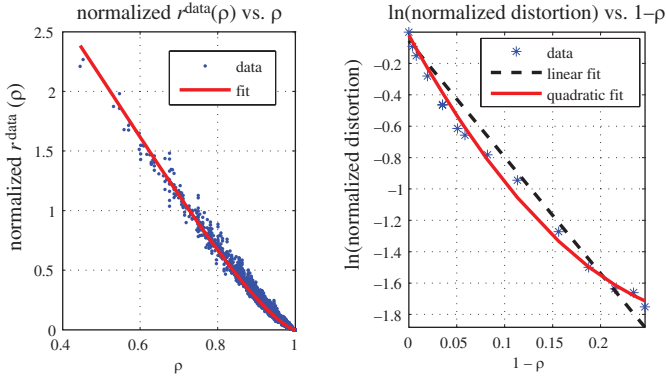 normalized r^data(ρ) vs. ρ
2.5
2
1.5
1
0.5
0
0.4
0.6
0.8
1
normalized r^data (ρ)
ρ
data
fit
ln(normalized distortion) vs. 1−ρ
−0.2
−0.4
−0.6
−0.8
−1
−1.2
−1.4
−1.6
−1.8
0
0.05
0.1
0.15
0.2
ln(normalized distortion)
1 − ρ
data
linear fit
quadratic fit